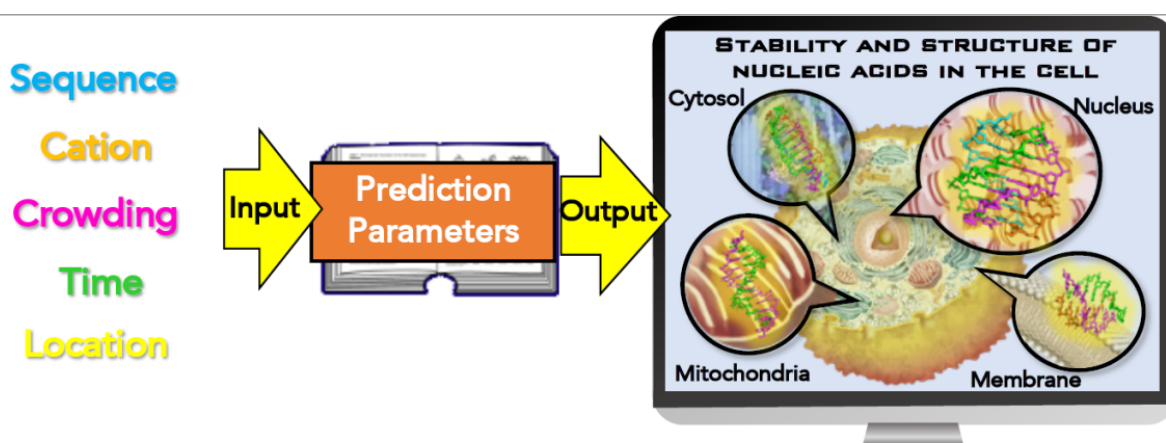 Sequence
Cation
Crowding
Time
Location
Input
Prediction
Parameters
Output
STABILITY AND STRUCTURE OF
NUCLEIC ACIDS IN THE CELL
Cytosol
Nucleus
Mitochondria
Membrane